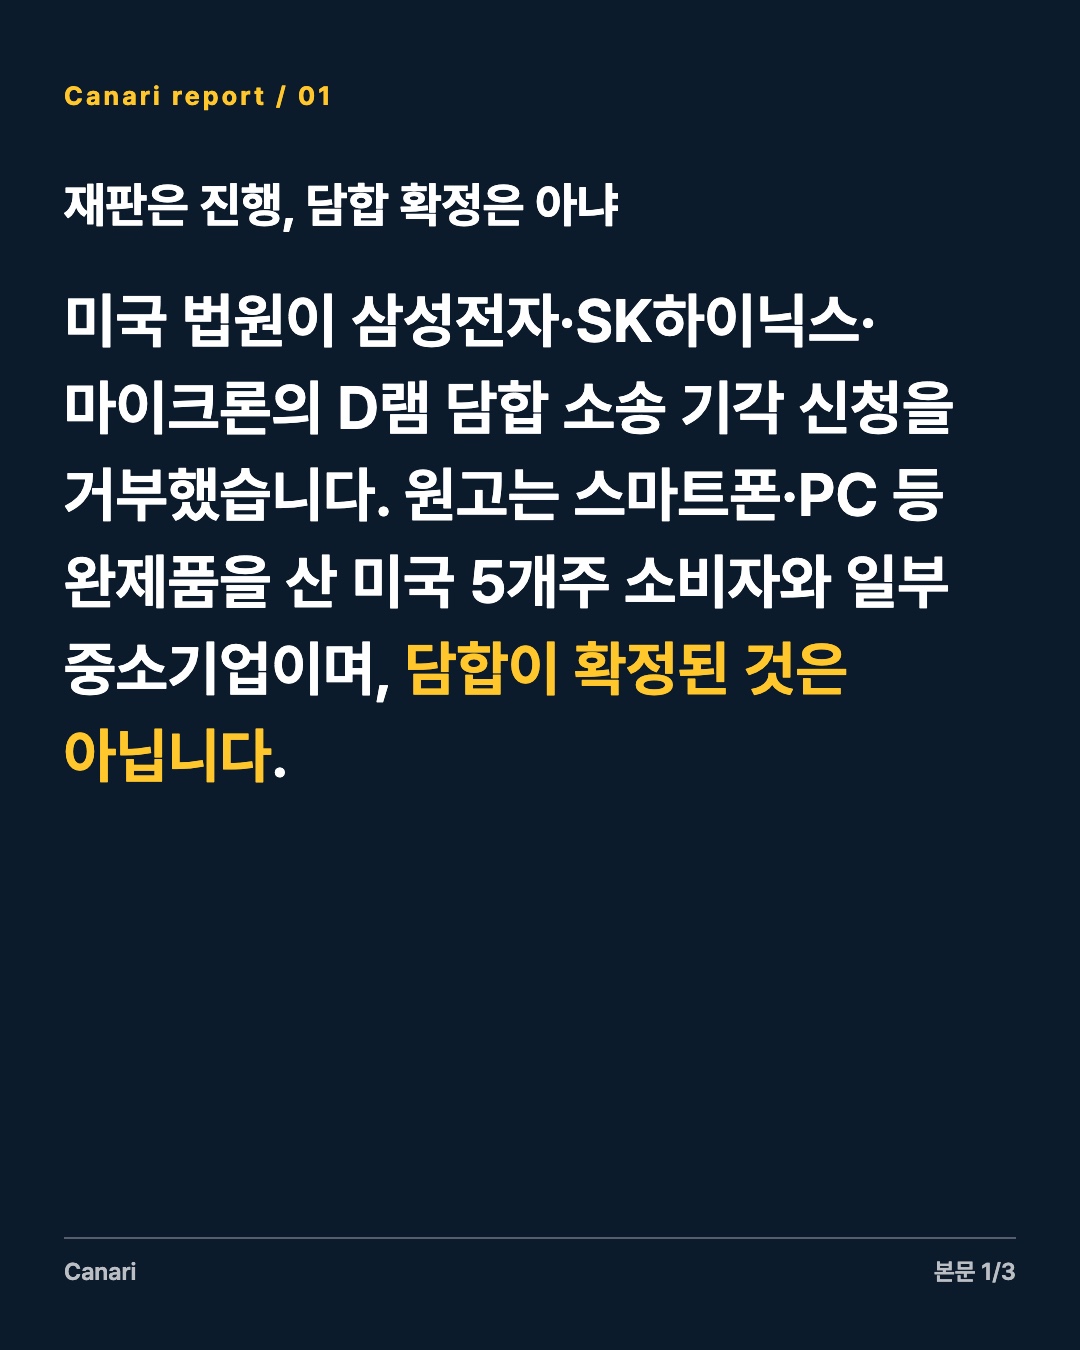 Canari report / 01
재판은 진행, 담합 확정은 아냐
미국 법원이 삼성전자·SK하이닉스·
마이크론의 D램 담합 소송 기각 신청을
거부했습니다. 원고는 스마트폰·PC 등
완제품을 산 미국 5개주 소비자와 일부
중소기업이며, 담합이 확정된 것은
아닙니다.
Canari
본문 1/3